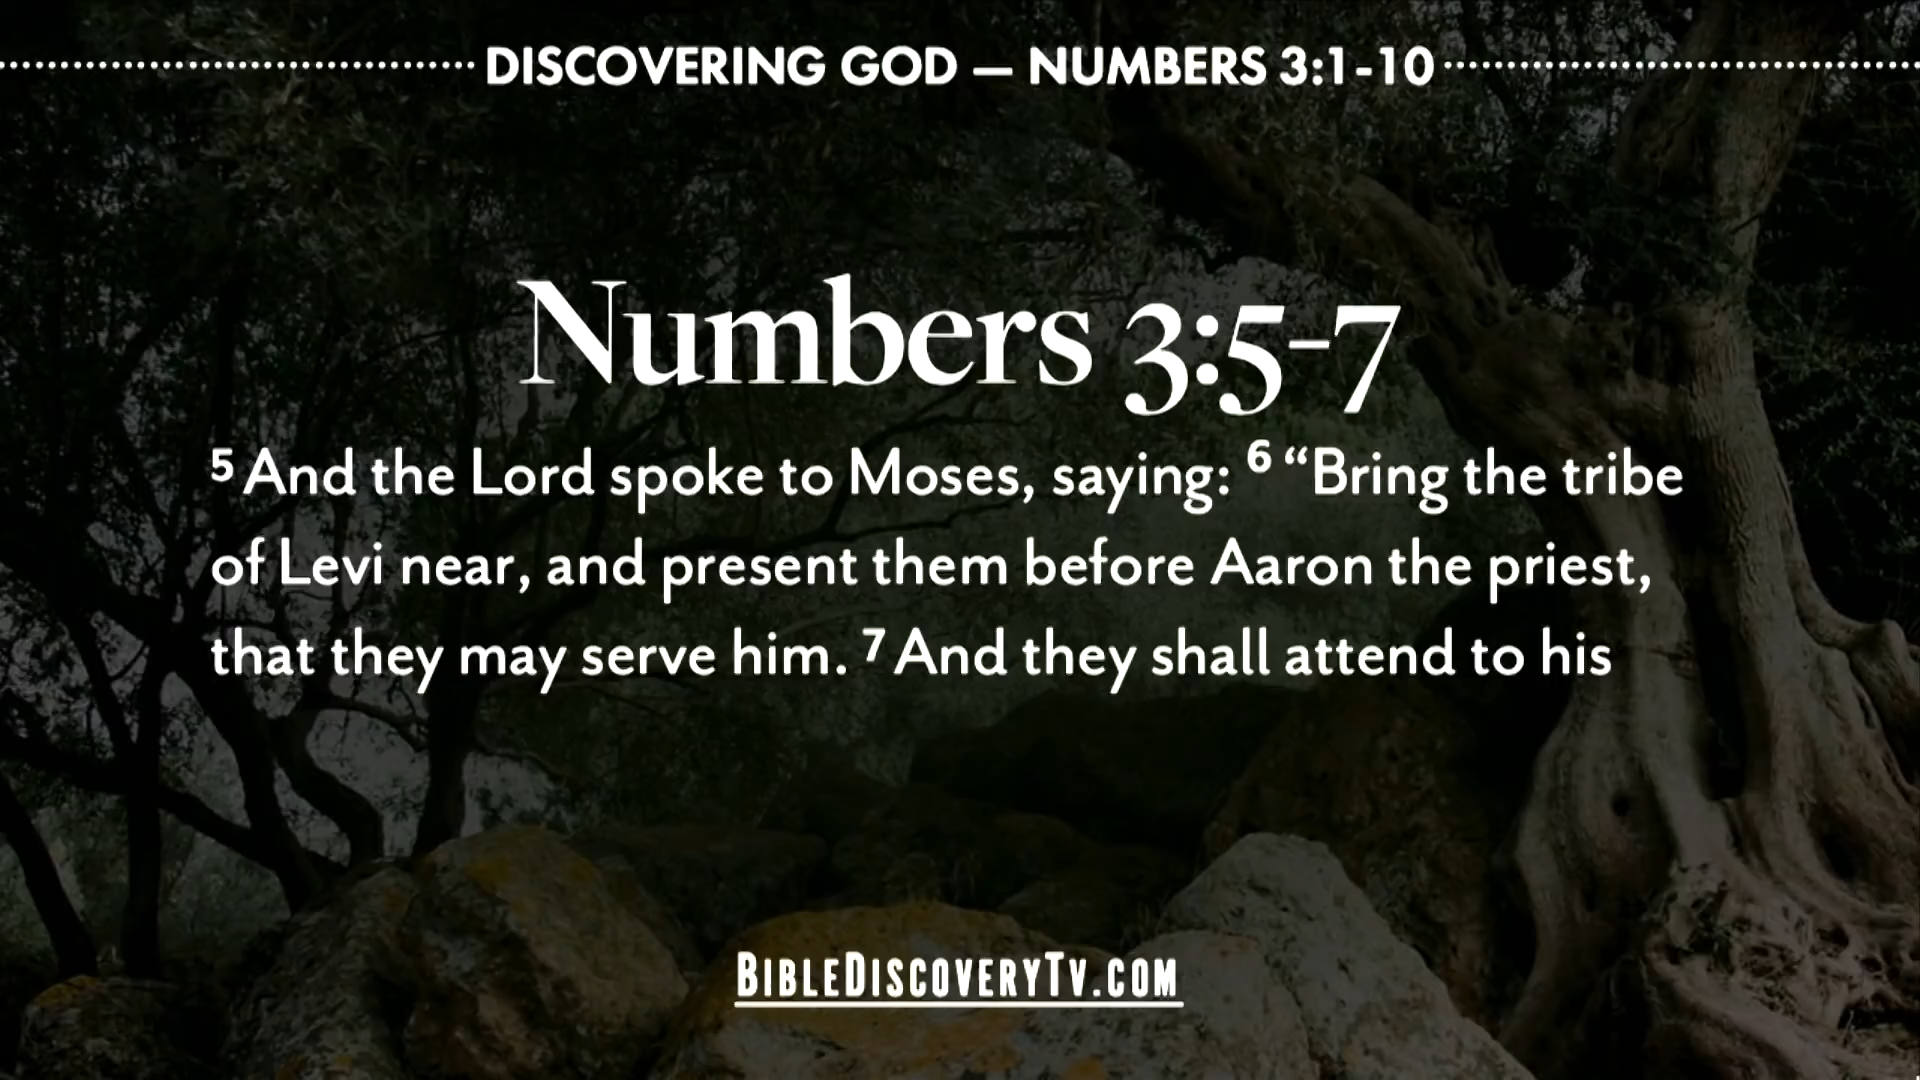 DISCOVERING GOD — NUMBERS 3:1-10
Numbers 3:5-7
⁵ And the Lord spoke to Moses, saying: ⁶ “Bring the tribe
of Levi near, and present them before Aaron the priest,
that they may serve him. ⁷ And they shall attend to his
BIBLEDISCOVERYTV.COM